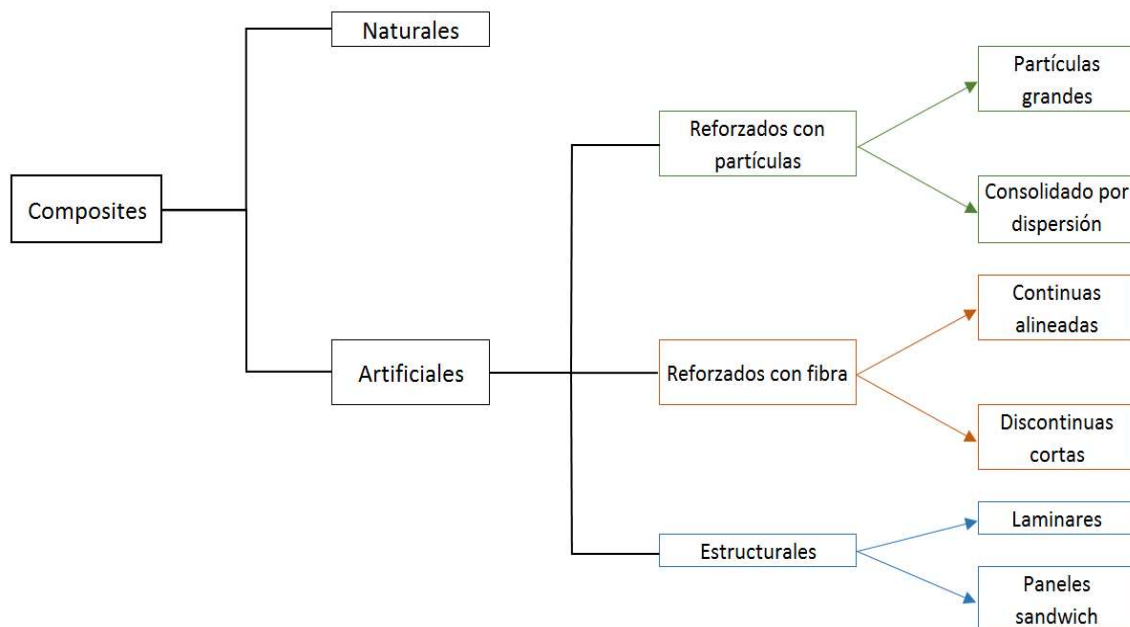 Composites
Naturales
Artificiales
Reforzados con
partículas
Partículas
grandes
Consolidado por
dispersión
Reforzados con fibra
Continuas
alineadas
Discontinuas
cortas
Estructurales
Laminares
Paneles
sandwich